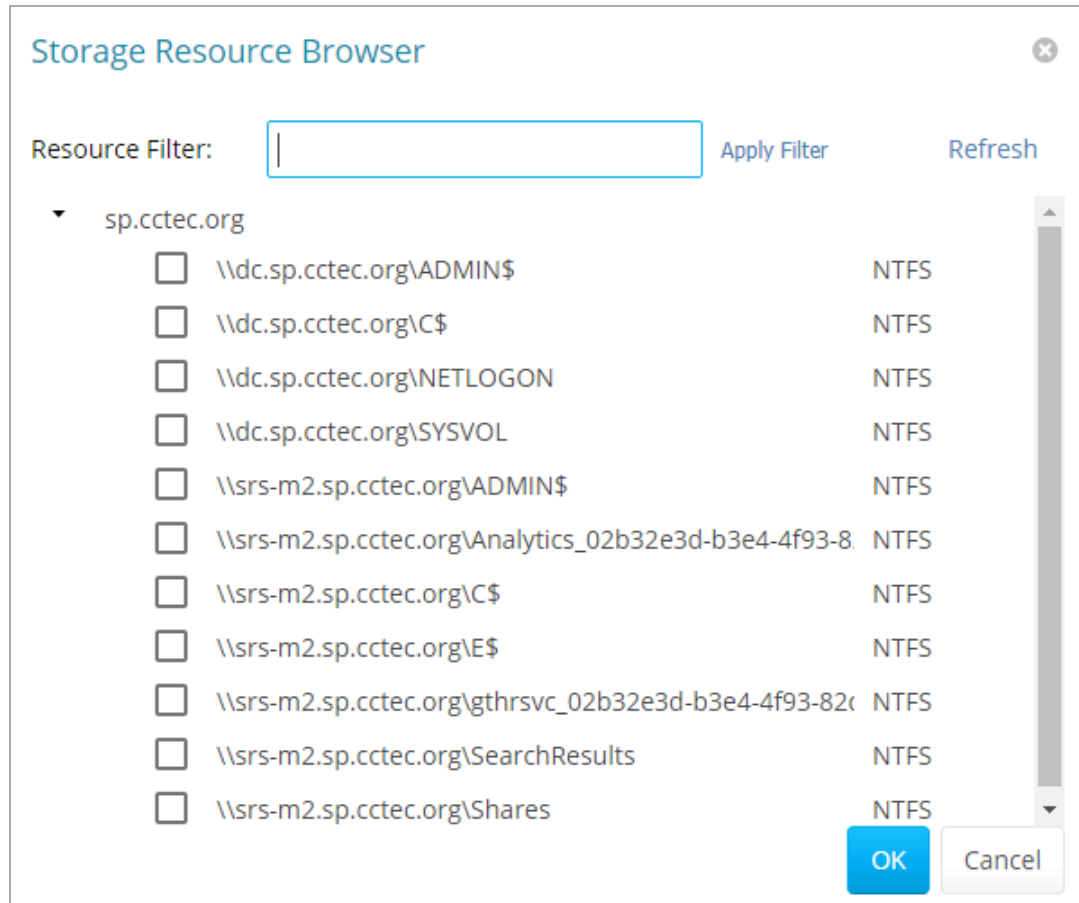 Storage Resource Browser
Resource Filter: Apply Filter Refresh
sp.cctec.org
\\dc.sp.cctec.org\ADMIN$ NTFS
\\dc.sp.cctec.org\C$ NTFS
\\dc.sp.cctec.org\NETLOGON NTFS
\\dc.sp.cctec.org\SYSVOL NTFS
\\srs-m2.sp.cctec.org\ADMIN$ NTFS
\\srs-m2.sp.cctec.org\Analytics_02b32e3d-b3e4-4f93-8. NTFS
\\srs-m2.sp.cctec.org\C$ NTFS
\\srs-m2.sp.cctec.org\E$ NTFS
\\srs-m2.sp.cctec.org\gthrsvc_02b32e3d-b3e4-4f93-82 NTFS
\\srs-m2.sp.cctec.org\SearchResults NTFS
\\srs-m2.sp.cctec.org\Shares NTFS
OK Cancel